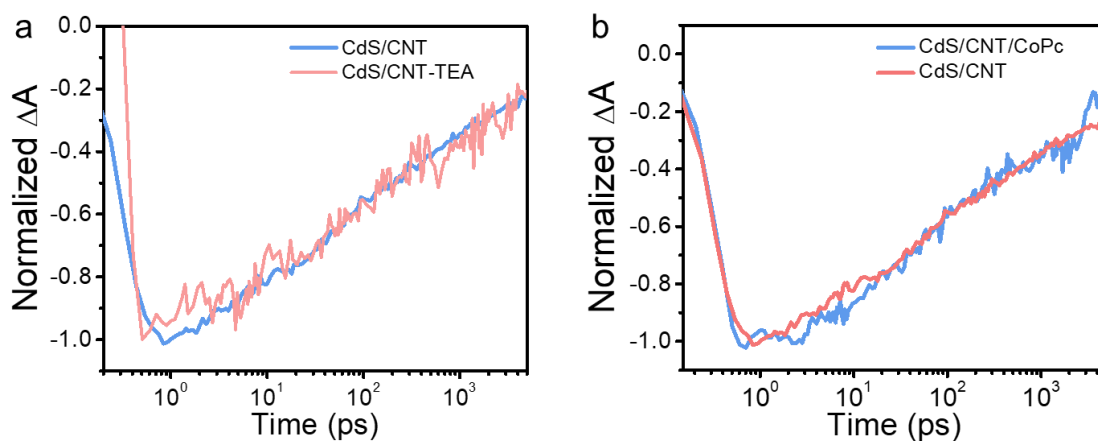 a
0.0
-0.2
-0.4
-0.6
-0.8
-1.0
Normalized ΔA
CdS/CNT
CdS/CNT-TEA
10⁰ 10¹ 10² 10³
Time (ps)
b
0.0
-0.2
-0.4
-0.6
-0.8
-1.0
Normalized ΔA
CdS/CNT/CoPc
CdS/CNT
10⁰ 10¹ 10² 10³
Time (ps)